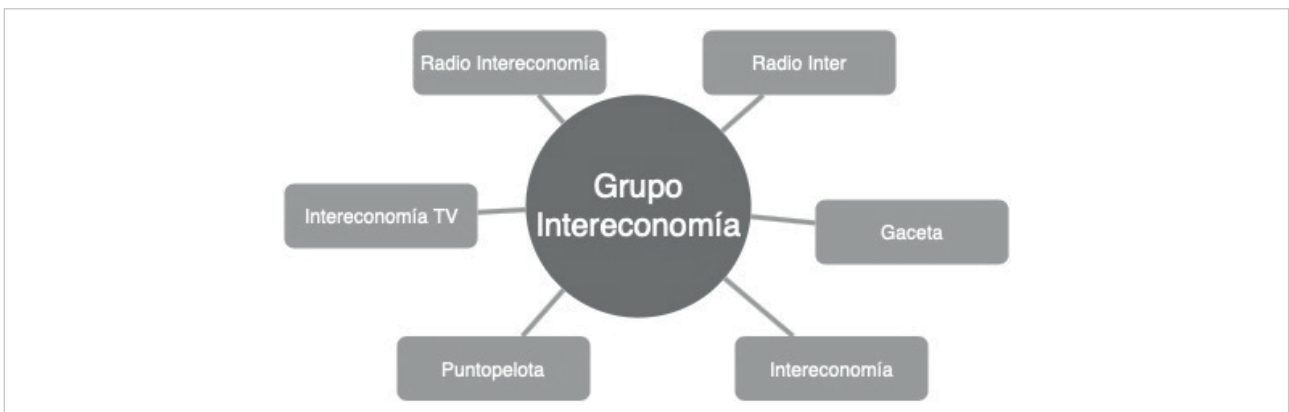 Radio Intereconomía
Radio Inter
Grupo
Intereconomía
Intereconomía TV
Gaceta
Puntopelota
Intereconomía